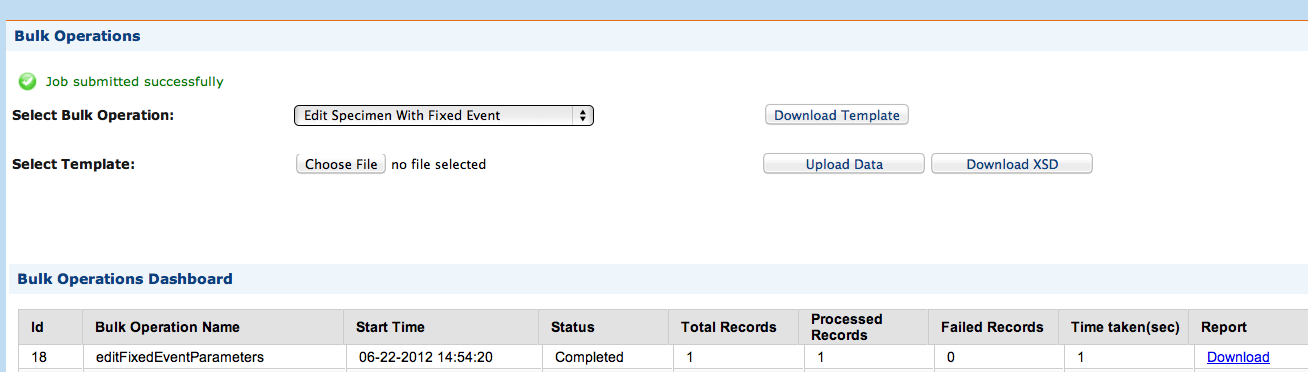 Bulk Operations
Job submitted successfully
Select Bulk Operation: Edit Specimen With Fixed Event Download Template
Select Template: Choose File no file selected Upload Data Download XSD
Bulk Operations Dashboard
Id Bulk Operation Name Start Time Status Total Records Processed Records Failed Records Time taken(sec) Report
18 editFixedEventParameters 06-22-2012 14:54:20 Completed 1 1 0 1 Download